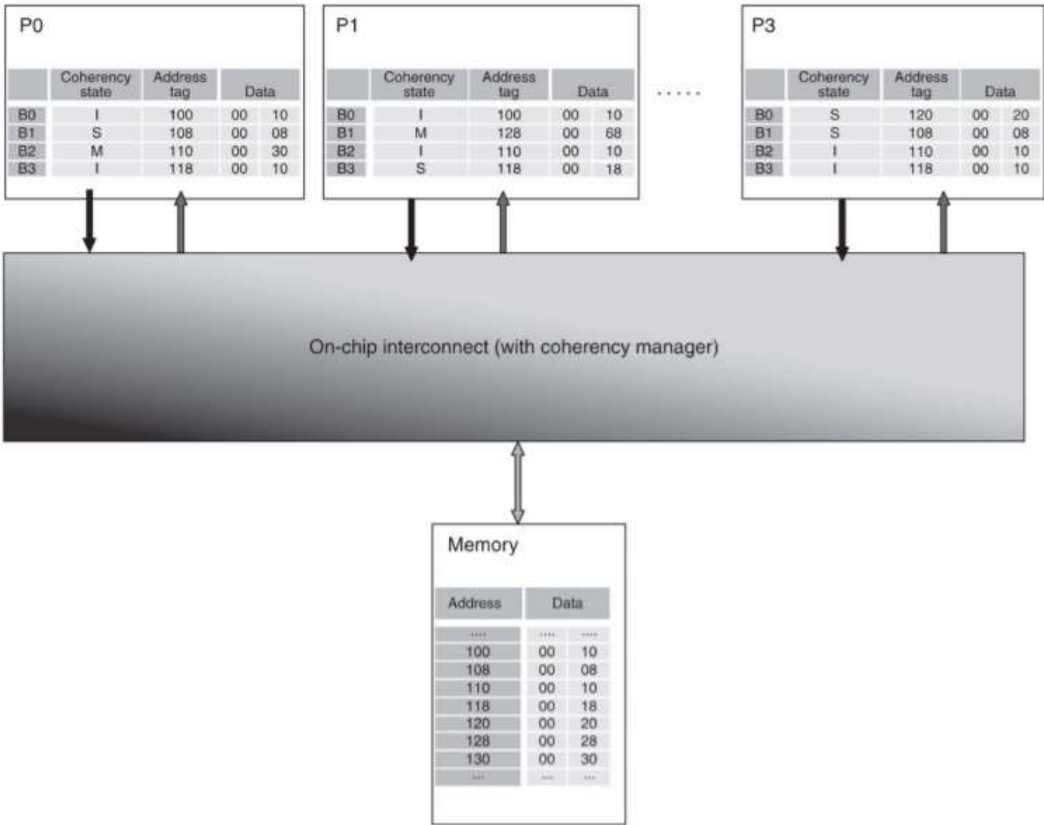 P0
Coherency state Address tag Data
B0 I 100 00 10
B1 S 108 00 08
B2 M 110 00 30
B3 I 118 00 10
P1
Coherency state Address tag Data
B0 I 100 00 10
B1 M 128 00 68
B2 I 110 00 10
B3 S 118 00 18
.....
P3
Coherency state Address tag Data
B0 S 120 00 20
B1 S 108 00 08
B2 I 110 00 10
B3 I 118 00 10
On-chip interconnect (with coherency manager)
Memory
Address Data
.... .... ....
100 00 10
108 00 08
110 00 10
118 00 18
120 00 20
128 00 28
130 00 30
... ... ...